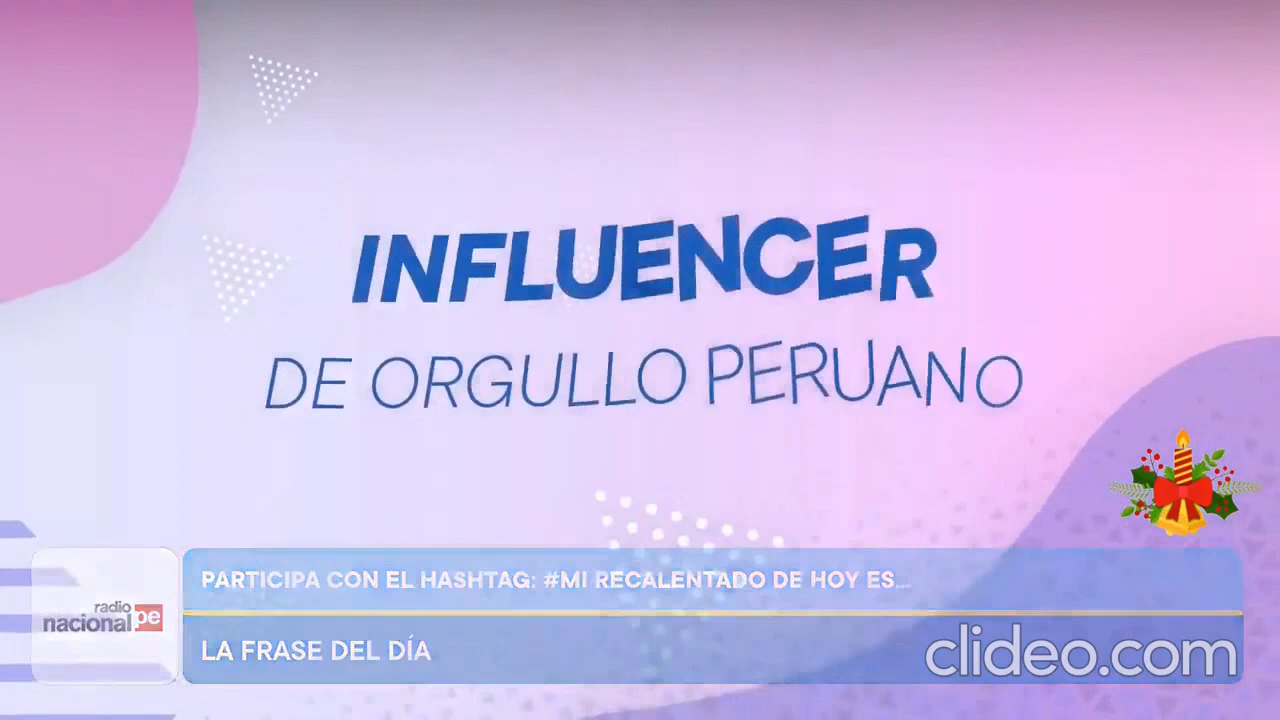 INFLUENCER
DE ORGULLO PERUANO
PARTICIPA CON EL HASHTAG: #MI RECALENTADO DE HOY ES...
radio
nacional pe
LA FRASE DEL DÍA
clideo.com